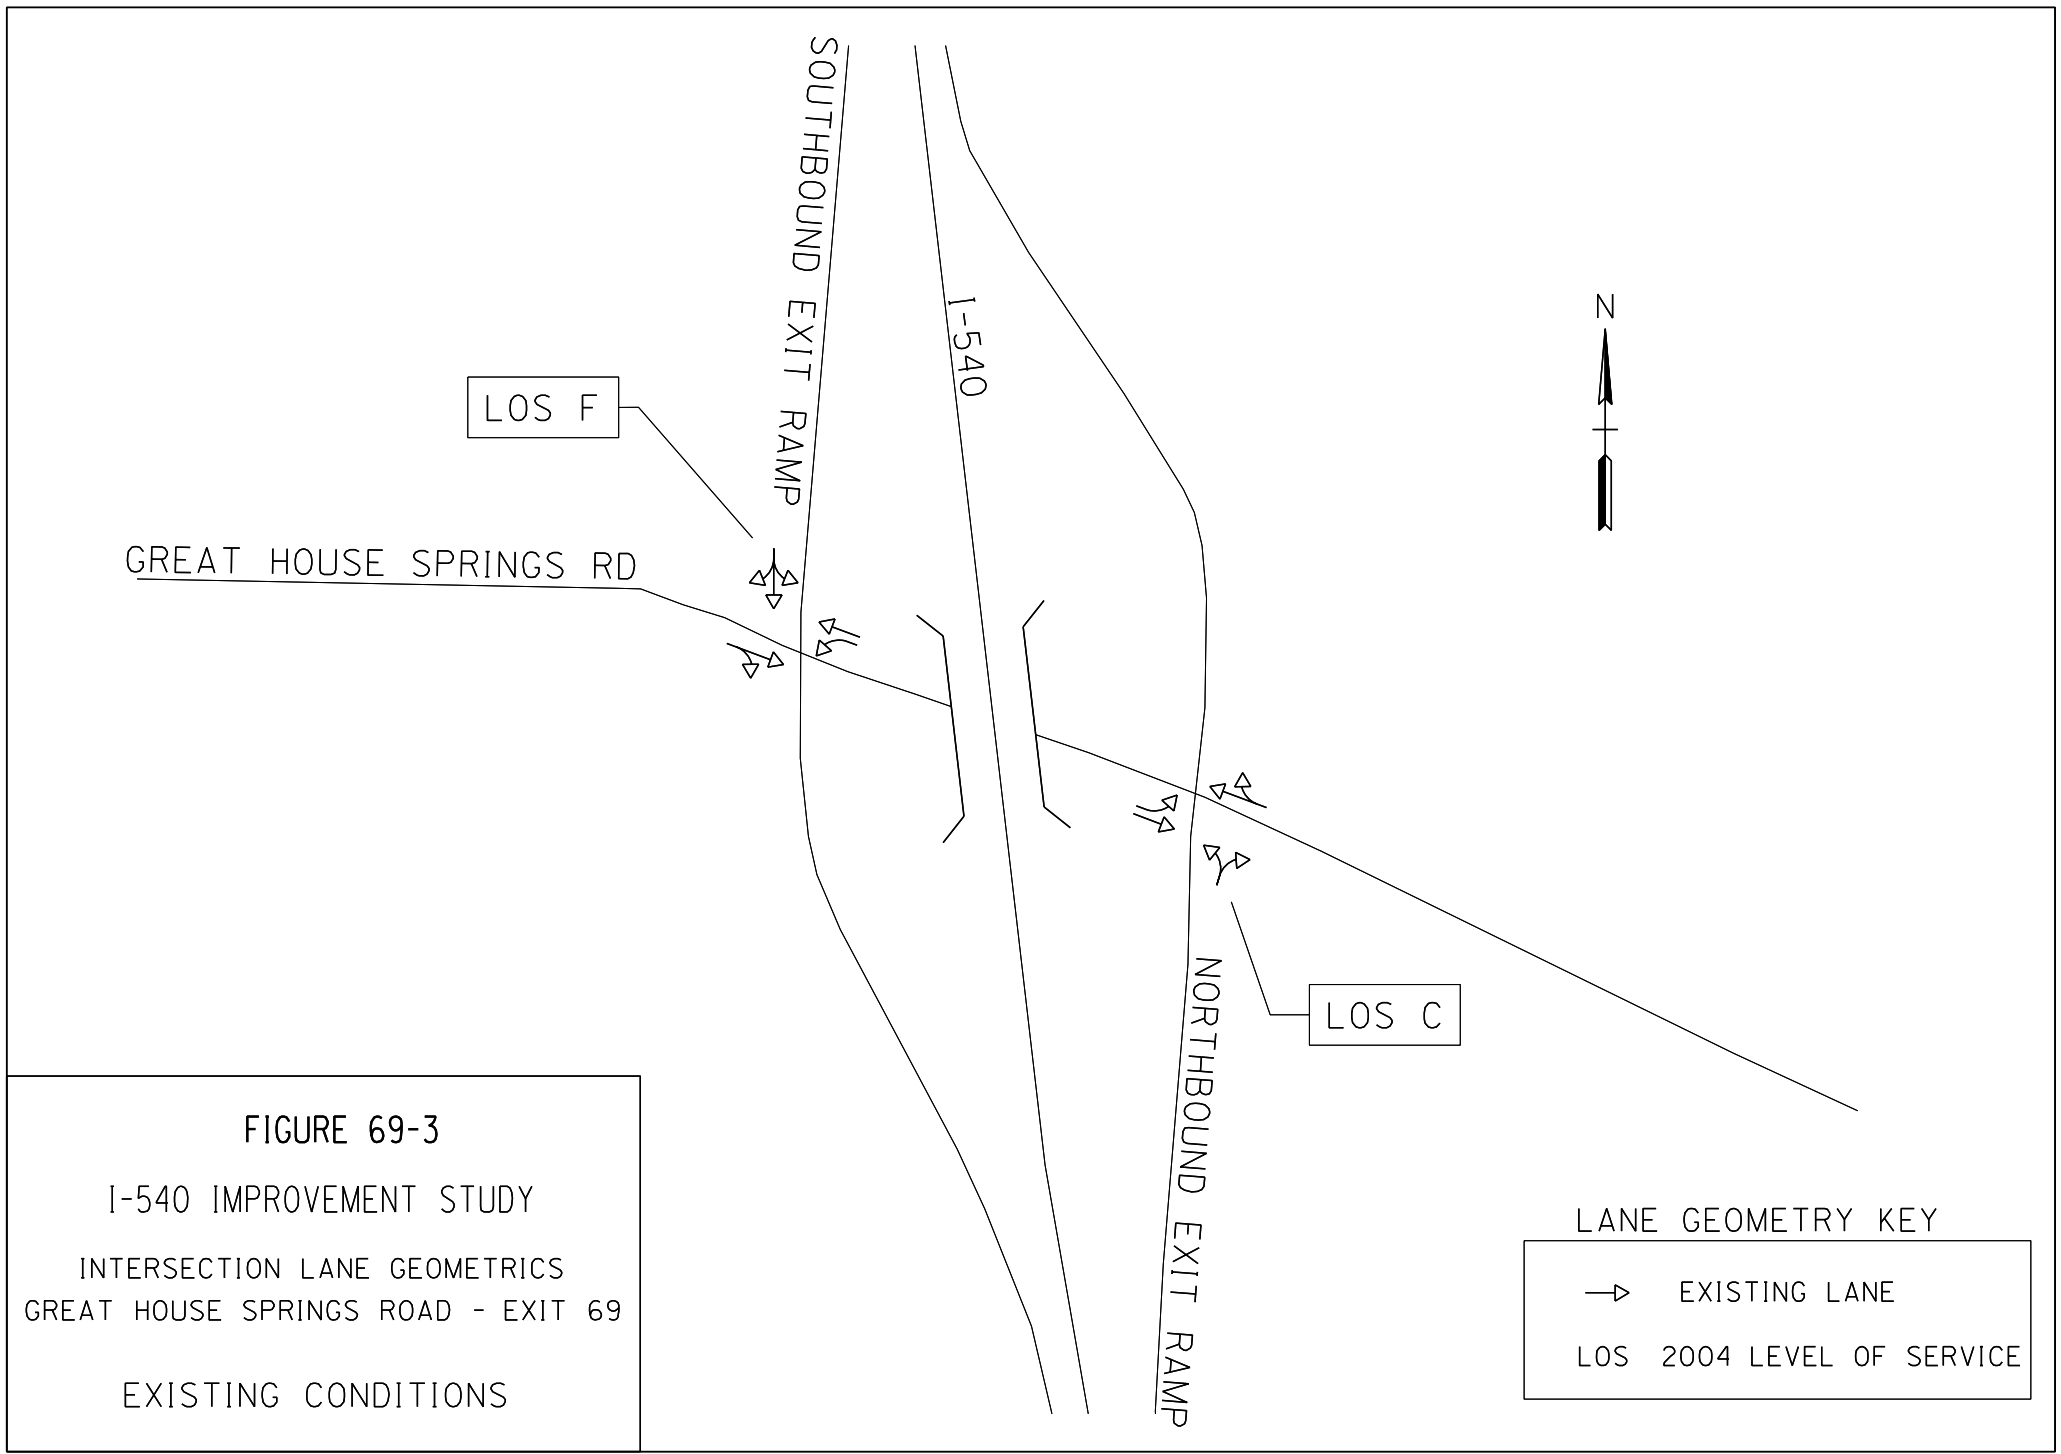 SOUTHBOUND EXIT RAMP
I-540
N
LOS F
GREAT HOUSE SPRINGS RD
LOS C
NORTHBOUND EXIT RAMP
FIGURE 69-3
I-540 IMPROVEMENT STUDY
INTERSECTION LANE GEOMETRICS
GREAT HOUSE SPRINGS ROAD - EXIT 69
EXISTING CONDITIONS
LANE GEOMETRY KEY
EXISTING LANE
LOS 2004 LEVEL OF SERVICE